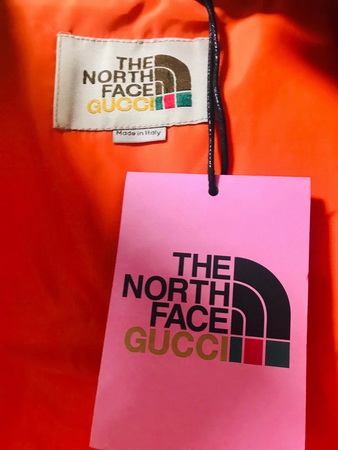 THE
NORTH
FACE
GUCCI
Made in Italy
THE
NORTH
FACE
GUCCI